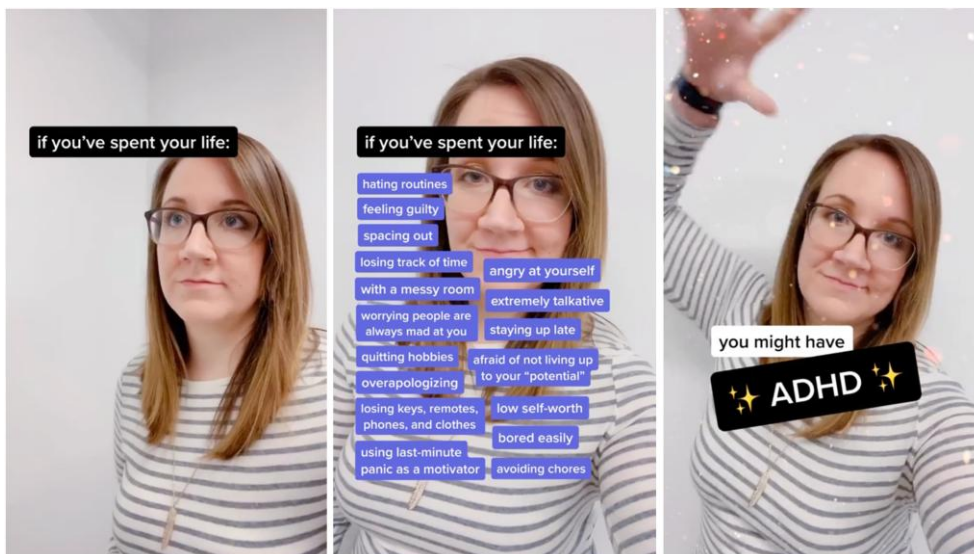 if you've spent your life:
if you've spent your life:
hating routines
feeling guilty
spacing out
losing track of time
with a messy room
worrying people are
always mad at you
quitting hobbies
overapologizing
losing keys, remotes,
phones, and clothes
using last-minute
panic as a motivator
angry at yourself
extremely talkative
staying up late
afraid of not living up
to your “potential”
low self-worth
bored easily
avoiding chores
you might have
✨ ADHD ✨